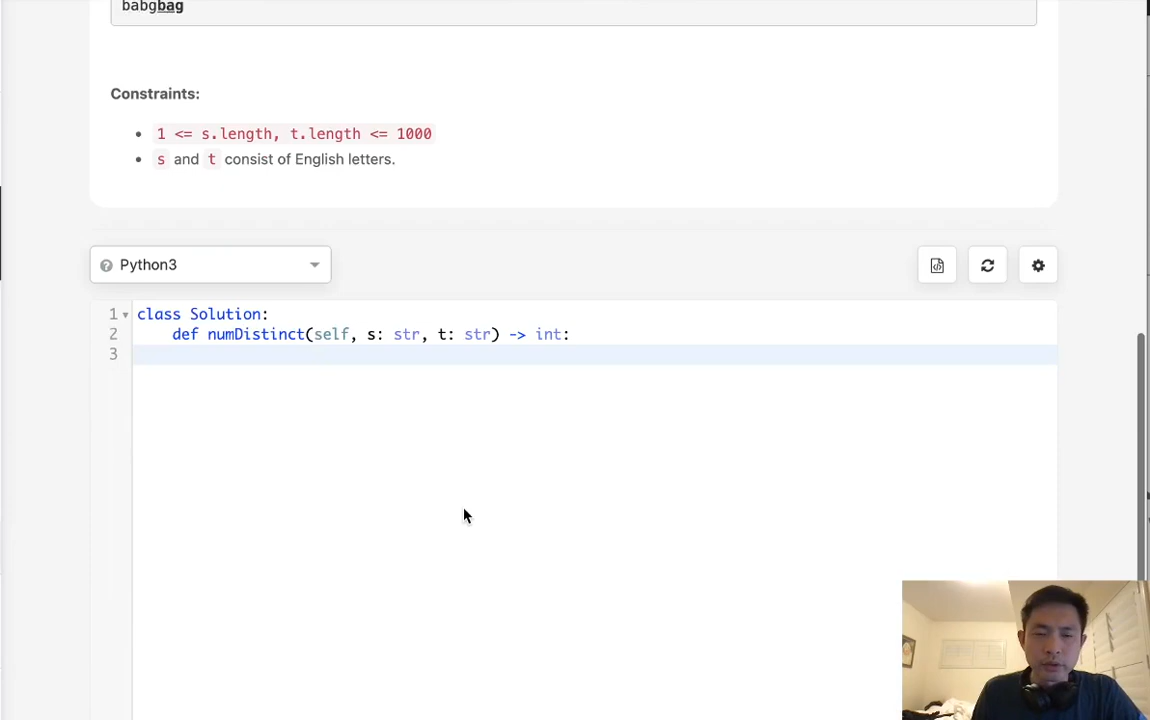 babgbag
Constraints:
1 <= s.length, t.length <= 1000
s and t consist of English letters.
Python3
1 class Solution:
2 def numDistinct(self, s: str, t: str) -> int:
3